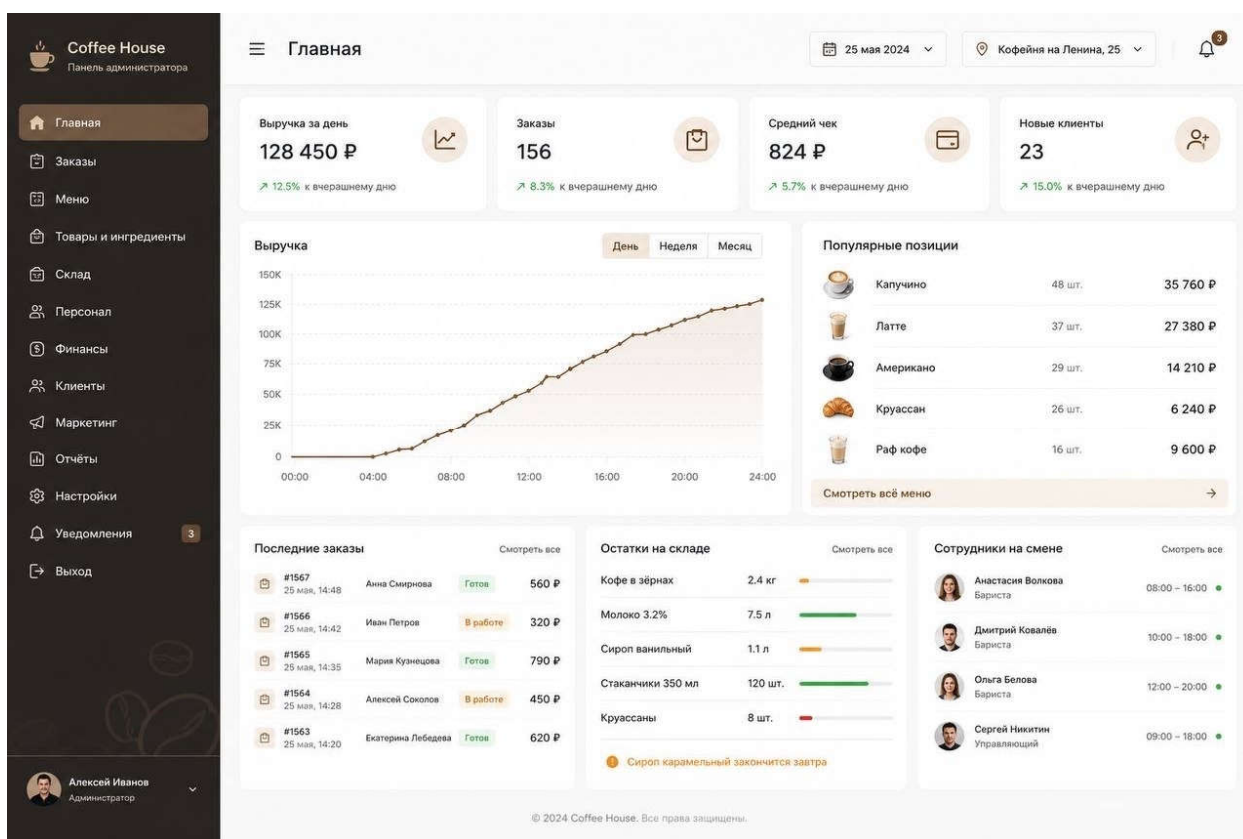 Coffee House
Панель администратора
Главная
Заказы
Меню
Товары и ингредиенты
Склад
Персонал
Финансы
Клиенты
Маркетинг
Отчёты
Настройки
Уведомления 3
Выход
Алексей Иванов
Администратор
Главная
25 мая 2024
Кофейня на Ленина, 25
3
Выручка за день
128 450 ₽
12.5% к вчерашнему дню
Заказы
156
8.3% к вчерашнему дню
Средний чек
824 ₽
5.7% к вчерашнему дню
Новые клиенты
23
15.0% к вчерашнему дню
Выручка
День Неделя Месяц
150K
125K
100K
75K
50K
25K
0
00:00 04:00 08:00 12:00 16:00 20:00 24:00
Популярные позиции
Капучино 48 шт. 35 760 ₽
Латте 37 шт. 27 380 ₽
Американо 29 шт. 14 210 ₽
Круассан 26 шт. 6 240 ₽
Раф кофе 16 шт. 9 600 ₽
Смотреть всё меню
Последние заказы Смотреть все
#1567
25 мая, 14:48 Анна Смирнова Готов 560 ₽
#1566
25 мая, 14:42 Иван Петров В работе 320 ₽
#1565
25 мая, 14:35 Мария Кузнецова Готов 790 ₽
#1564
25 мая, 14:28 Алексей Соколов В работе 450 ₽
#1563
25 мая, 14:20 Екатерина Лебедева Готов 620 ₽
Остатки на складе Смотреть все
Кофе в зёрнах 2.4 кг
Молоко 3.2% 7.5 л
Сироп ванильный 1.1 л
Стаканчики 350 мл 120 шт.
Круассаны 8 шт.
Сироп карамельный закончится завтра
Сотрудники на смене Смотреть все
Анастасия Волкова
Бариста 08:00 – 16:00
Дмитрий Ковалёв
Бариста 10:00 – 18:00
Ольга Белова
Бариста 12:00 – 20:00
Сергей Никитин
Управляющий 09:00 – 18:00
© 2024 Coffee House. Все права защищены.